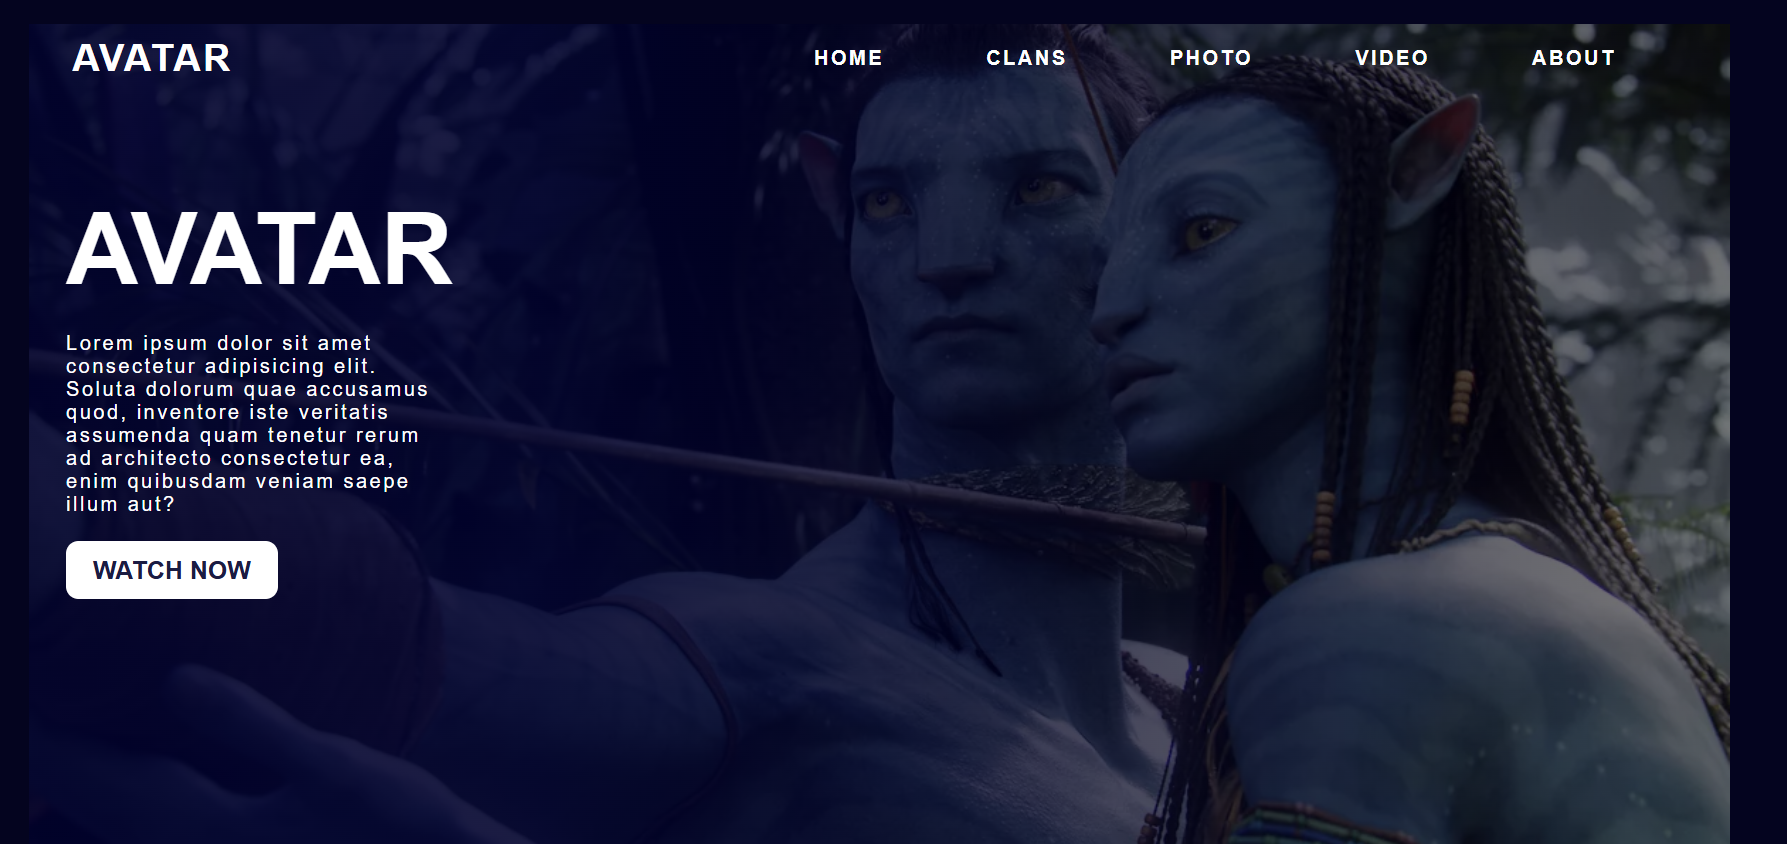 AVATAR
HOME
CLANS
PHOTO
VIDEO
ABOUT
AVATAR
Lorem ipsum dolor sit amet
consectetur adipisicing elit.
Soluta dolorum quae accusamus
quod, inventore iste veritatis
assumenda quam tenetur rerum
ad architecto consectetur ea,
enim quibusdam veniam saepe
illum aut?
WATCH NOW